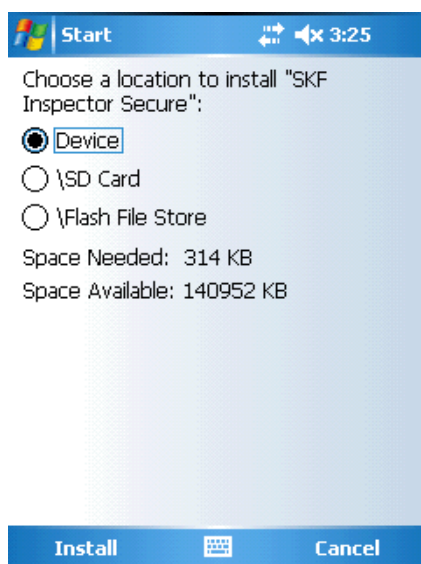 Start 3:25
Choose a location to install "SKF
Inspector Secure":
Device
\SD Card
\Flash File Store
Space Needed: 314 KB
Space Available: 140952 KB
Install Cancel